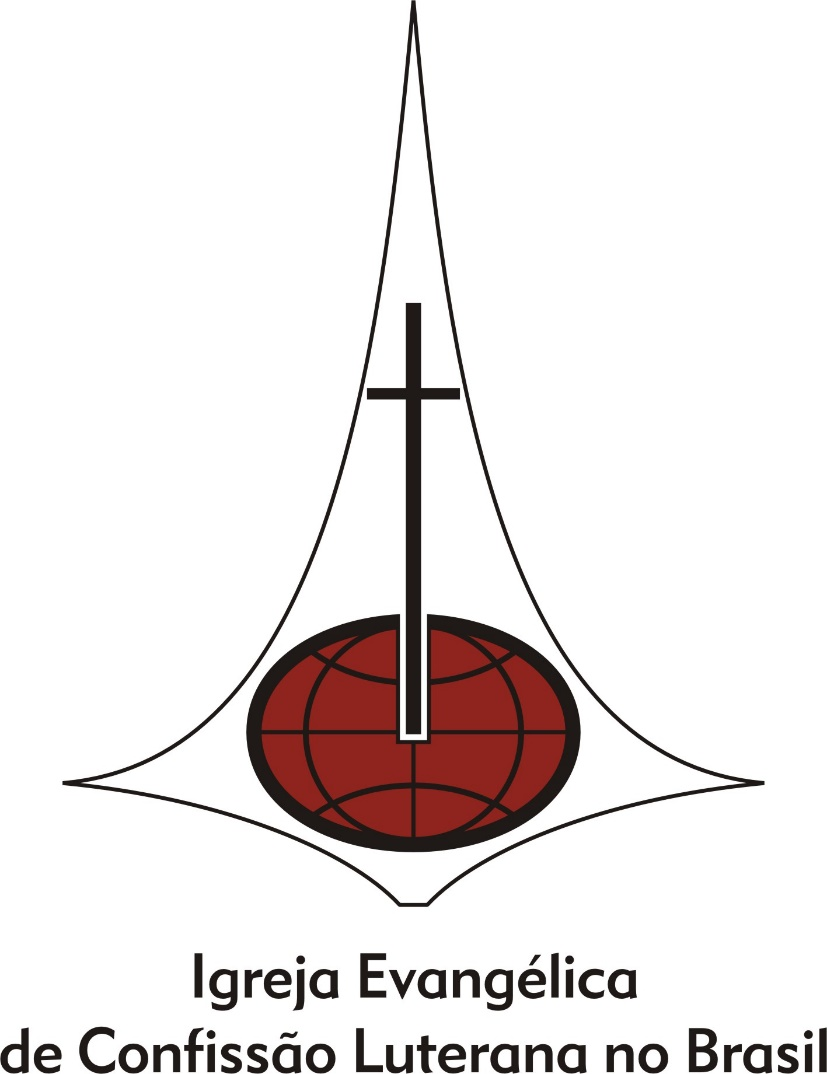 Igreja Evangélica
de Confissão Luterana no Brasil